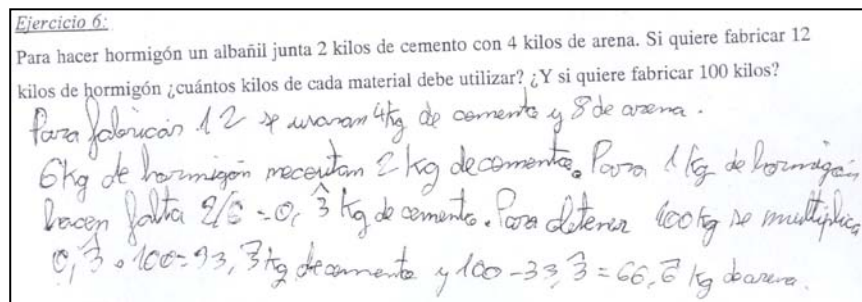 Ejercicio 6:
Para hacer hormigón un albañil junta 2 kilos de cemento con 4 kilos de arena. Si quiere fabricar 12
kilos de hormigón ¿cuántos kilos de cada material debe utilizar? ¿Y si quiere fabricar 100 kilos?
Para fabricar 12 se usaran 4kg de cemento y 8 de arena.
6kg de hormigón necesitan 2 kg de cemento. Para 1 kg de hormigón
hacen falta 2/6 = 0,3̂ kg de cemento. Para obtener 100 kg se multiplica
0,3̂ · 100 = 33,3̂ kg de cemento y 100 - 33,3̂ = 66,6̂ kg de arena.